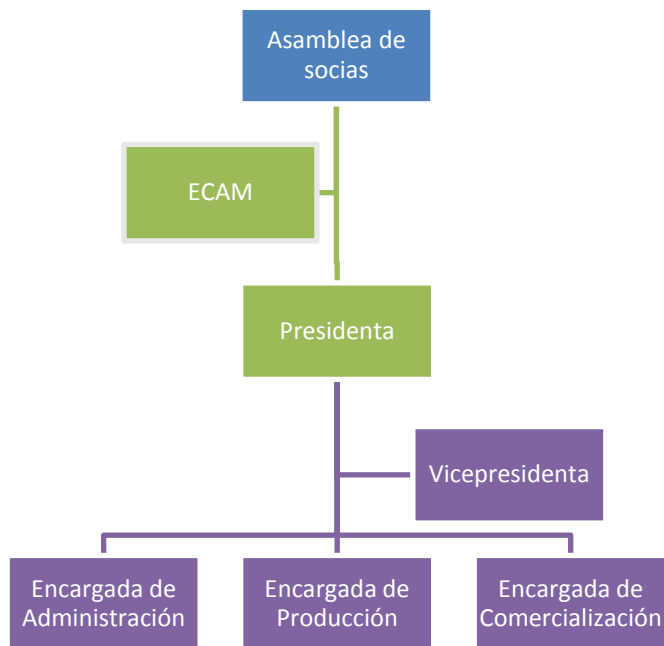 Asamblea de
socias
ECAM
Presidenta
Vicepresidenta
Encargada de
Administración
Encargada de
Producción
Encargada de
Comercialización